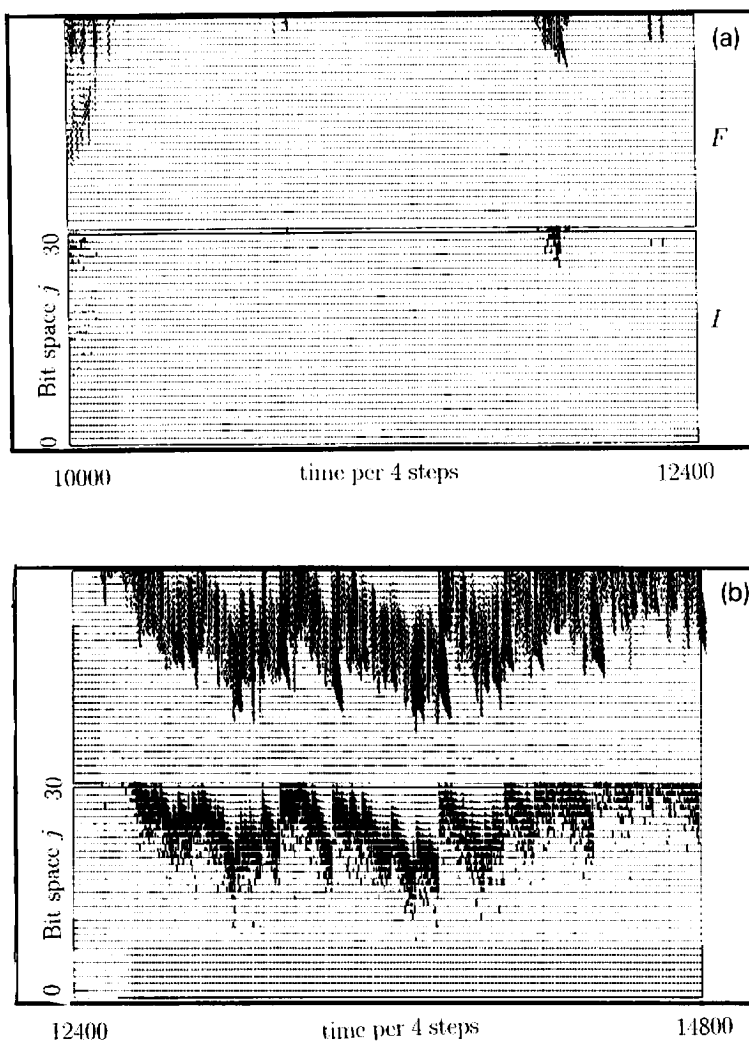 (a)
F
30
Bit space j
I
0
10000 time per 4 steps 12400
(b)
30
Bit space j
0
12400 time per 4 steps 14800